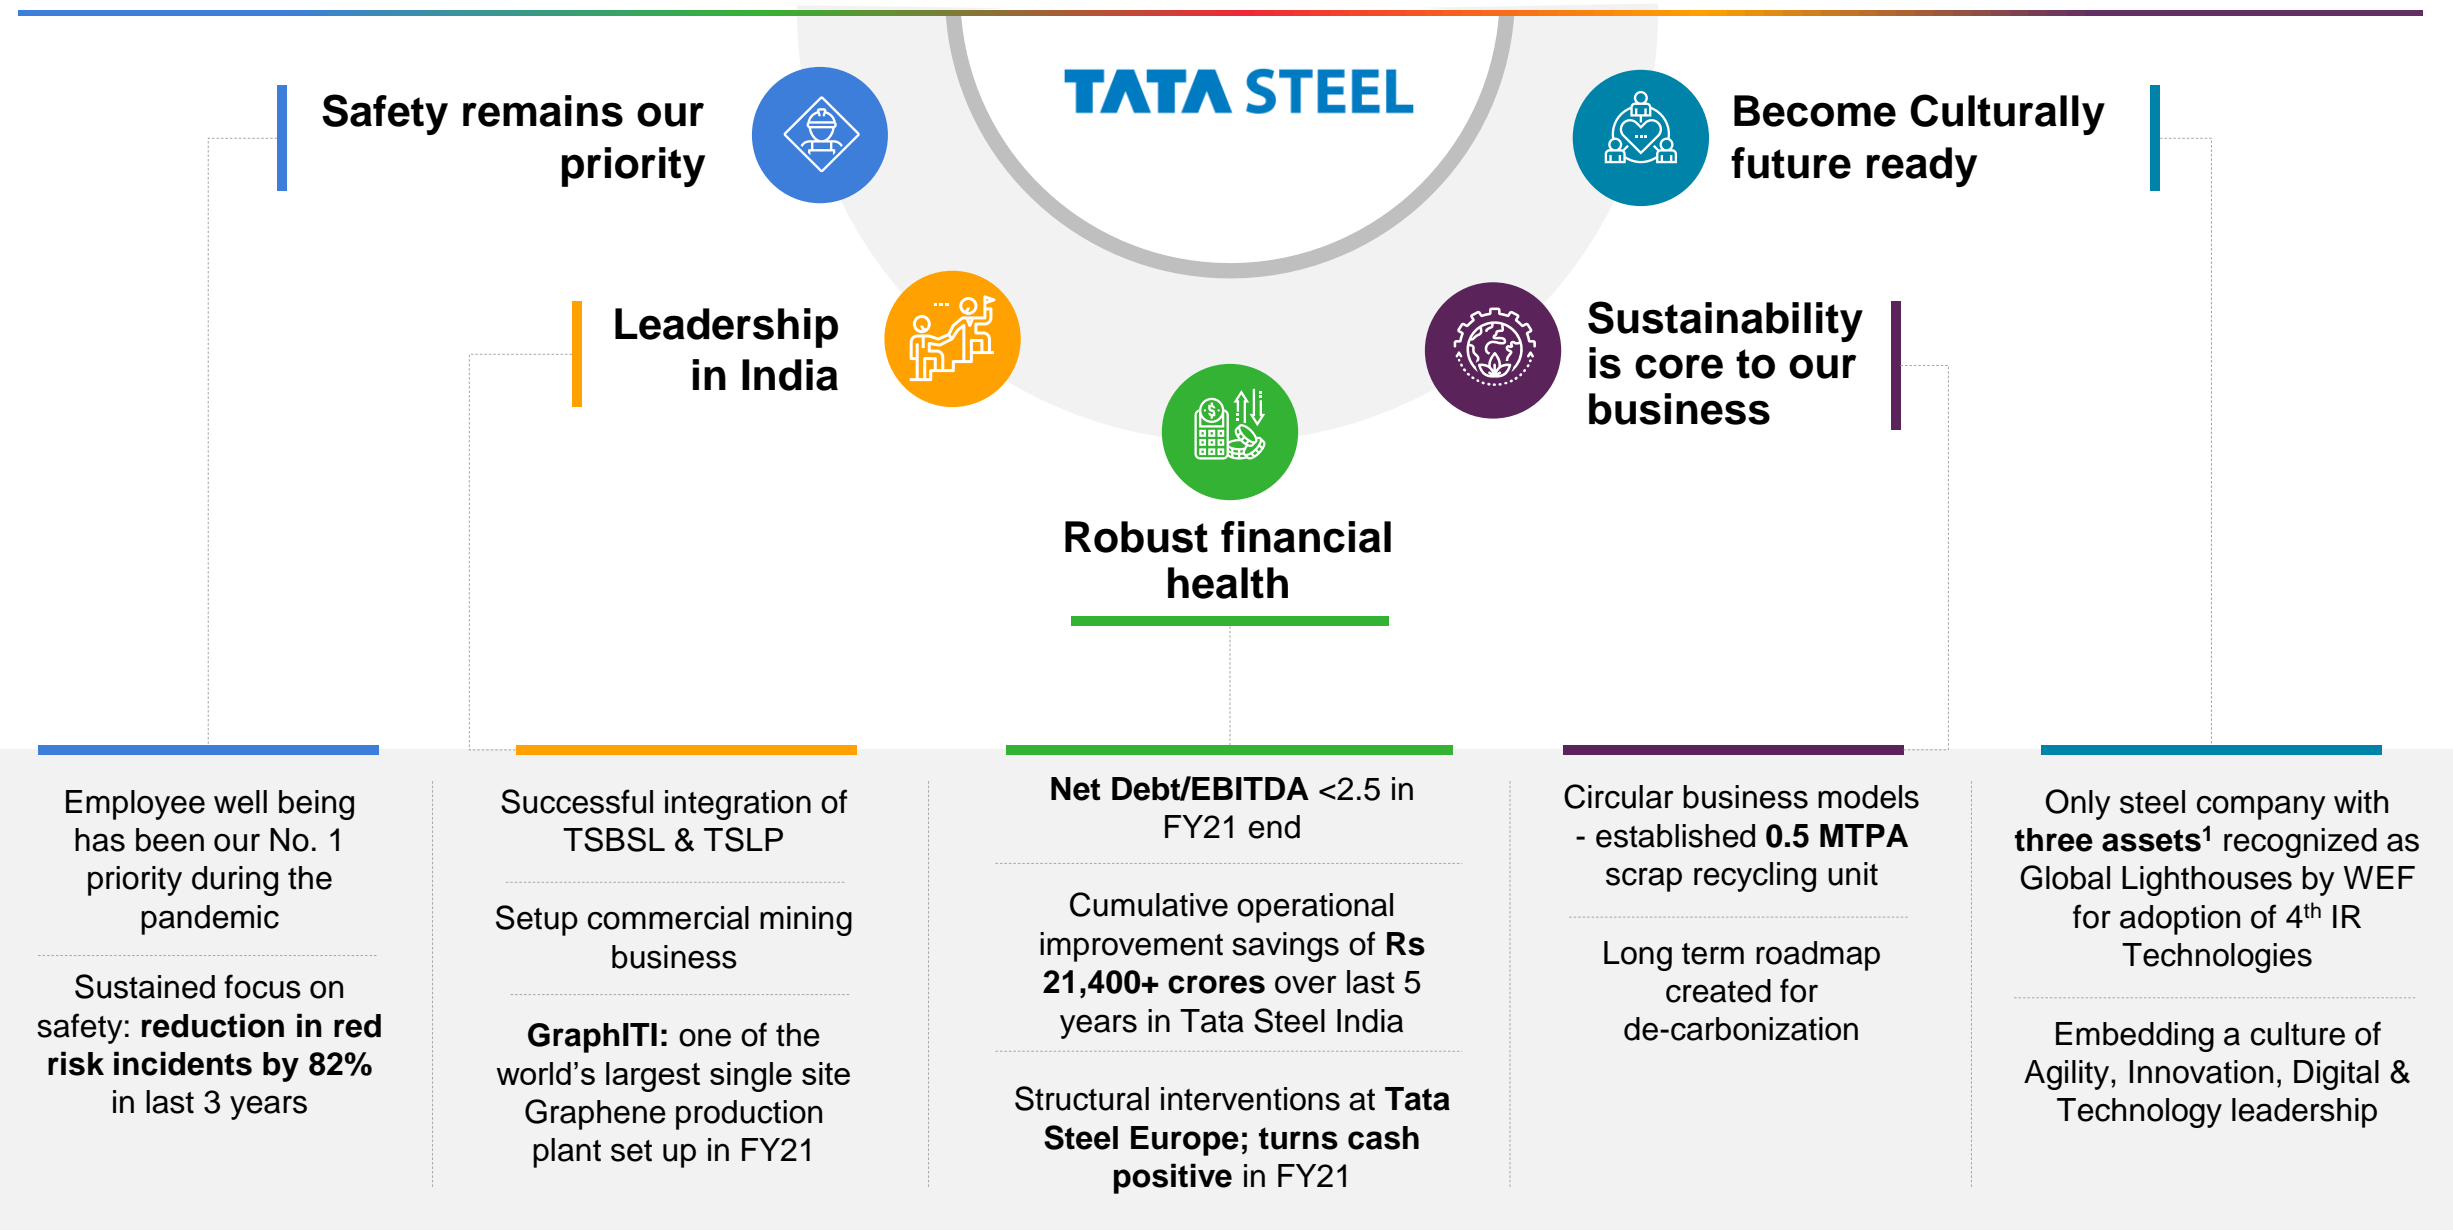 TATA STEEL
Safety remains our
priority
Become Culturally
future ready
Leadership
in India
Sustainability
is core to our
business
Robust financial
health
Employee well being
has been our No. 1
priority during the
pandemic
Sustained focus on
safety: reduction in red
risk incidents by 82%
in last 3 years
Successful integration of
TSBSL & TSLP
Setup commercial mining
business
GraphITI: one of the
world's largest single site
Graphene production
plant set up in FY21
Net Debt/EBITDA <2.5 in
FY21 end
Cumulative operational
improvement savings of Rs
21,400+ crores over last 5
years in Tata Steel India
Structural interventions at Tata
Steel Europe; turns cash
positive in FY21
Circular business models
- established 0.5 MTPA
scrap recycling unit
Long term roadmap
created for
de-carbonization
Only steel company with
three assets¹ recognized as
Global Lighthouses by WEF
for adoption of 4th IR
Technologies
Embedding a culture of
Agility, Innovation, Digital &
Technology leadership